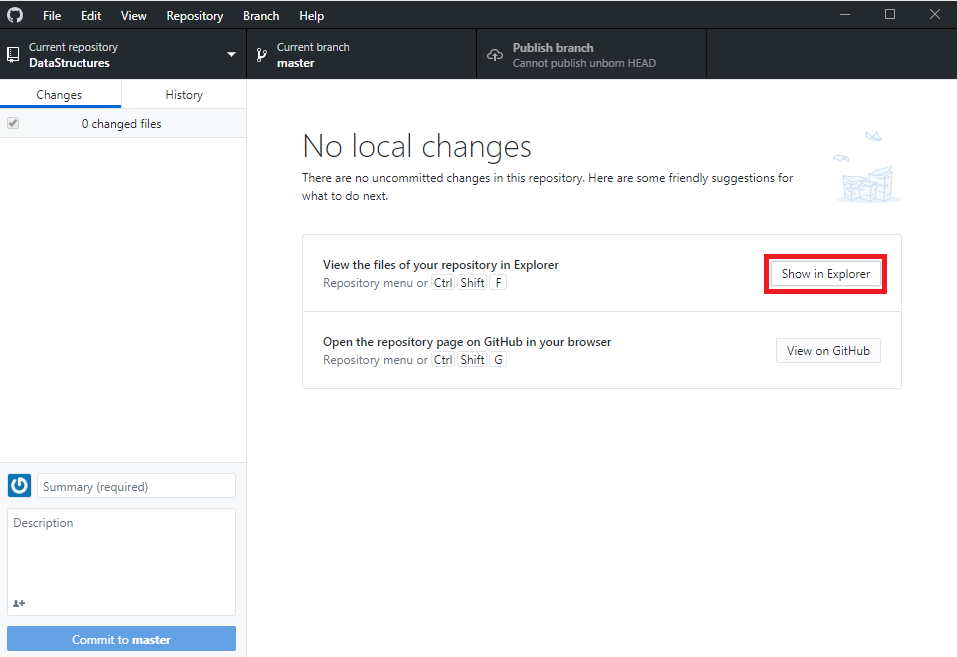 File Edit View Repository Branch Help
Current repository
DataStructures
Current branch
master
Publish branch
Cannot publish unborn HEAD
Changes History
0 changed files
No local changes
There are no uncommitted changes in this repository. Here are some friendly suggestions for
what to do next.
View the files of your repository in Explorer
Repository menu or Ctrl Shift F
Show in Explorer
Open the repository page on GitHub in your browser
Repository menu or Ctrl Shift G
View on GitHub
Summary (required)
Description
Commit to master